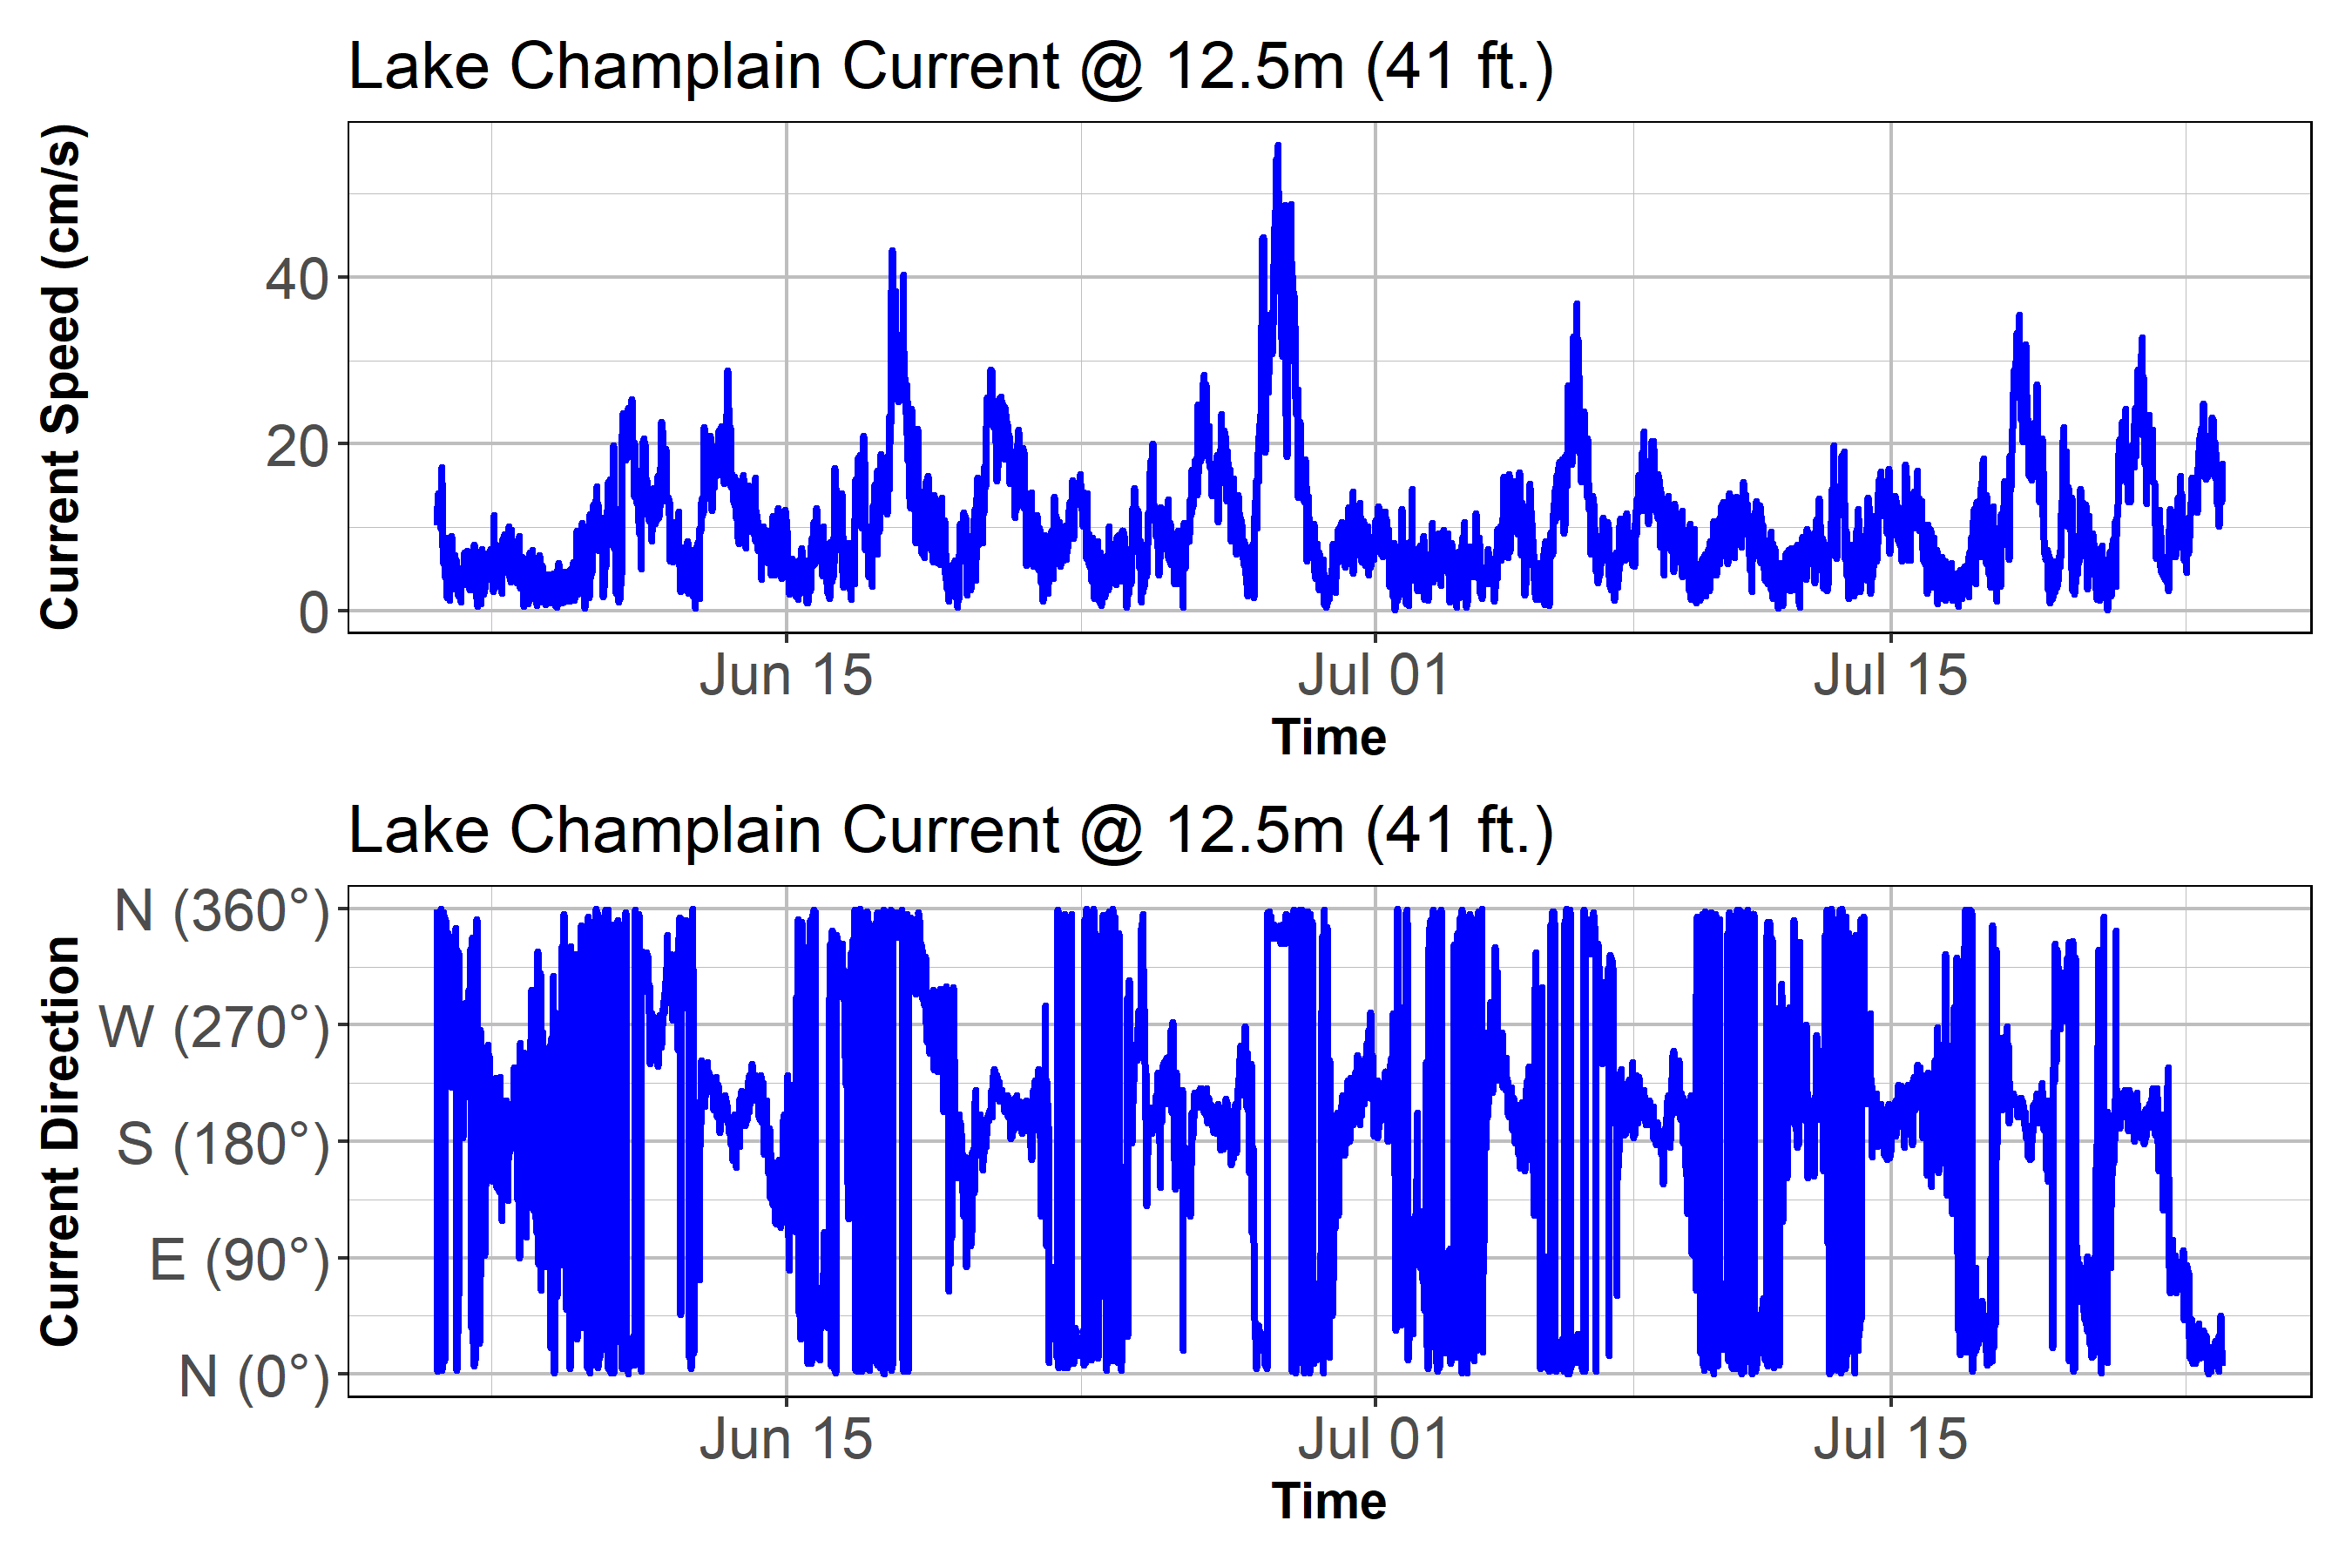 Lake Champlain Current @ 12.5m (41 ft.)
Current Speed (cm/s)
40
20
0
Jun 15 Jul 01 Jul 15
Time
Lake Champlain Current @ 12.5m (41 ft.)
Current Direction
N (360°)
W (270°)
S (180°)
E (90°)
N (0°)
Jun 15 Jul 01 Jul 15
Time